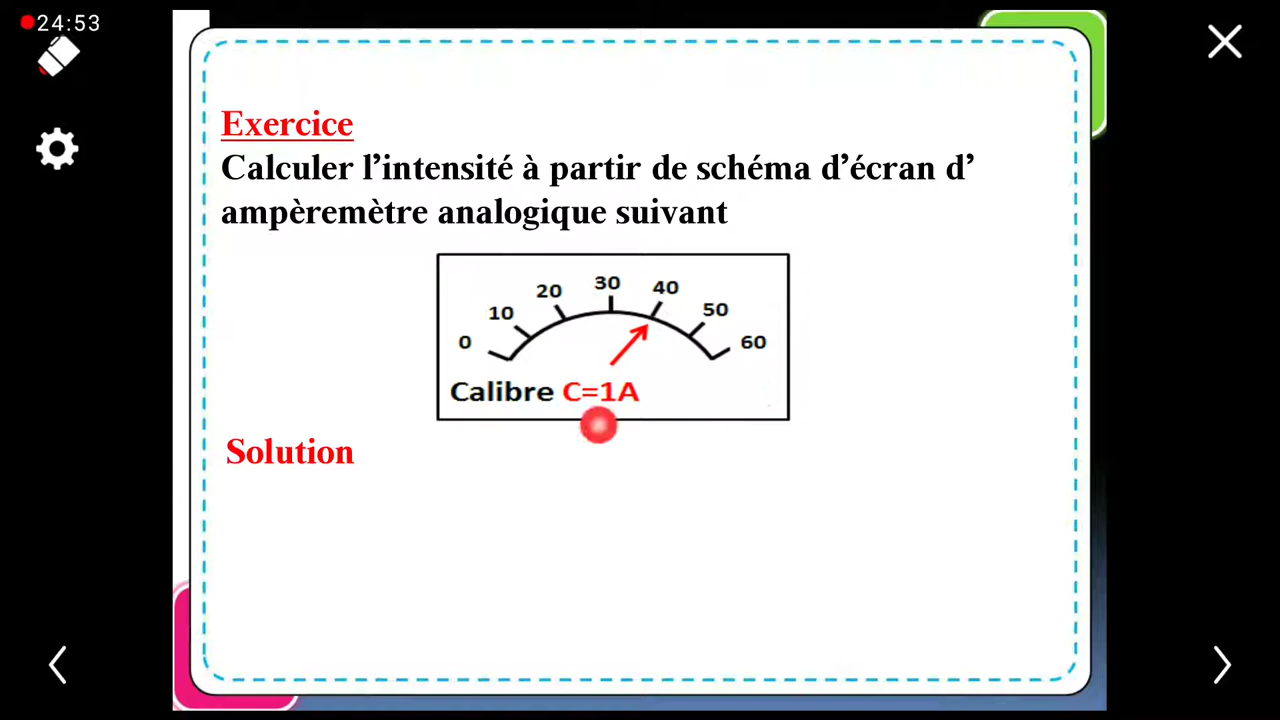 24:53
Exercice
Calculer l’intensité à partir de schéma d’écran d’
ampèremètre analogique suivant
0 10 20 30 40 50 60
Calibre C=1A
Solution